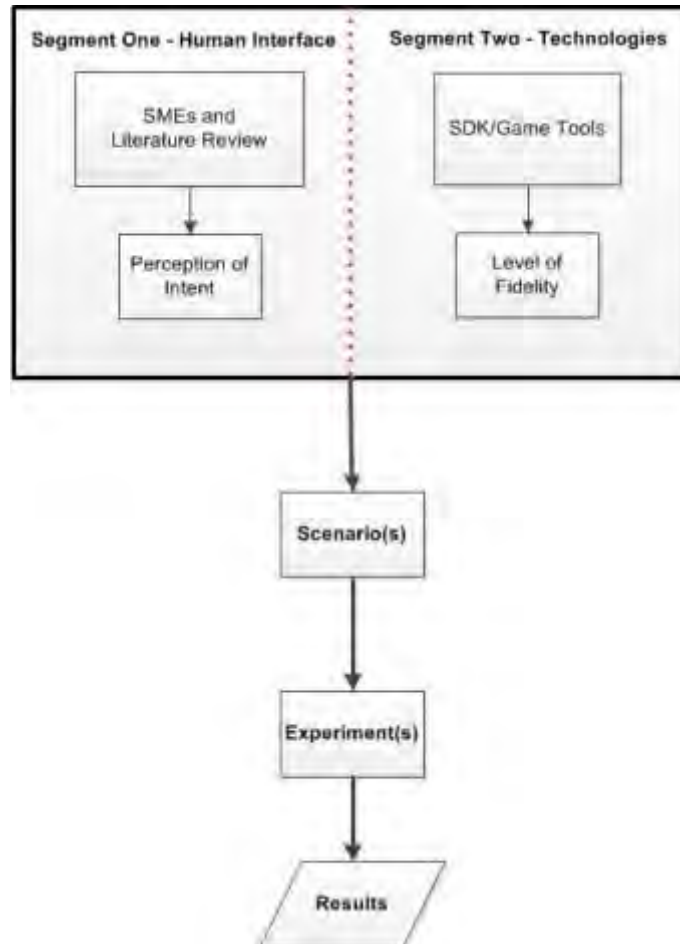 Segment One - Human Interface
SMEs and
Literature Review
Perception of
Intent
Segment Two - Technologies
SDK/Game Tools
Level of
Fidelity
Scenario(s)
Experiment(s)
Results